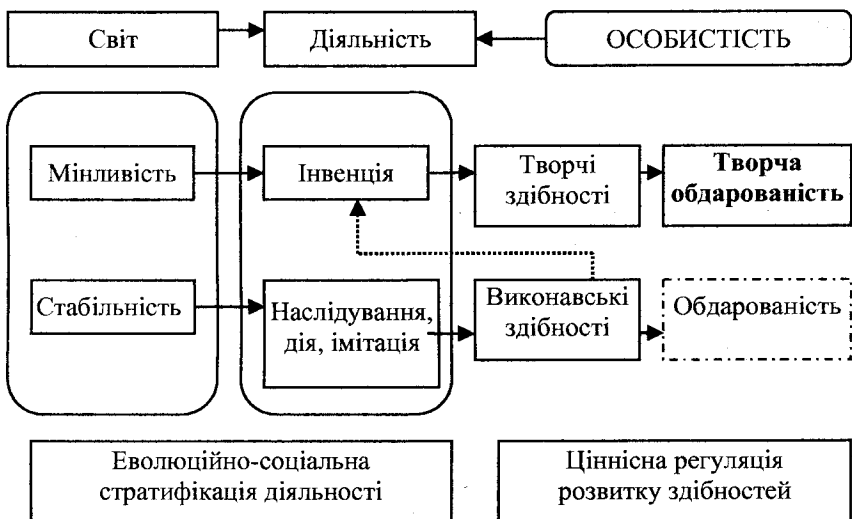 Світ
Діяльність
ОСОБИСТІСТЬ
Мінливість
Інвенція
Творчі
здібності
Творча
обдарованість
Стабільність
Наслідування,
дія, імітація
Виконавські
здібності
Обдарованість
Еволюційно-соціальна
стратифікація діяльності
Ціннісна регуляція
розвитку здібностей